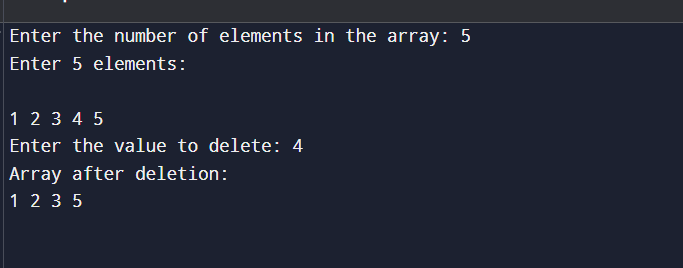 Enter the number of elements in the array: 5
Enter 5 elements:
1 2 3 4 5
Enter the value to delete: 4
Array after deletion:
1 2 3 5